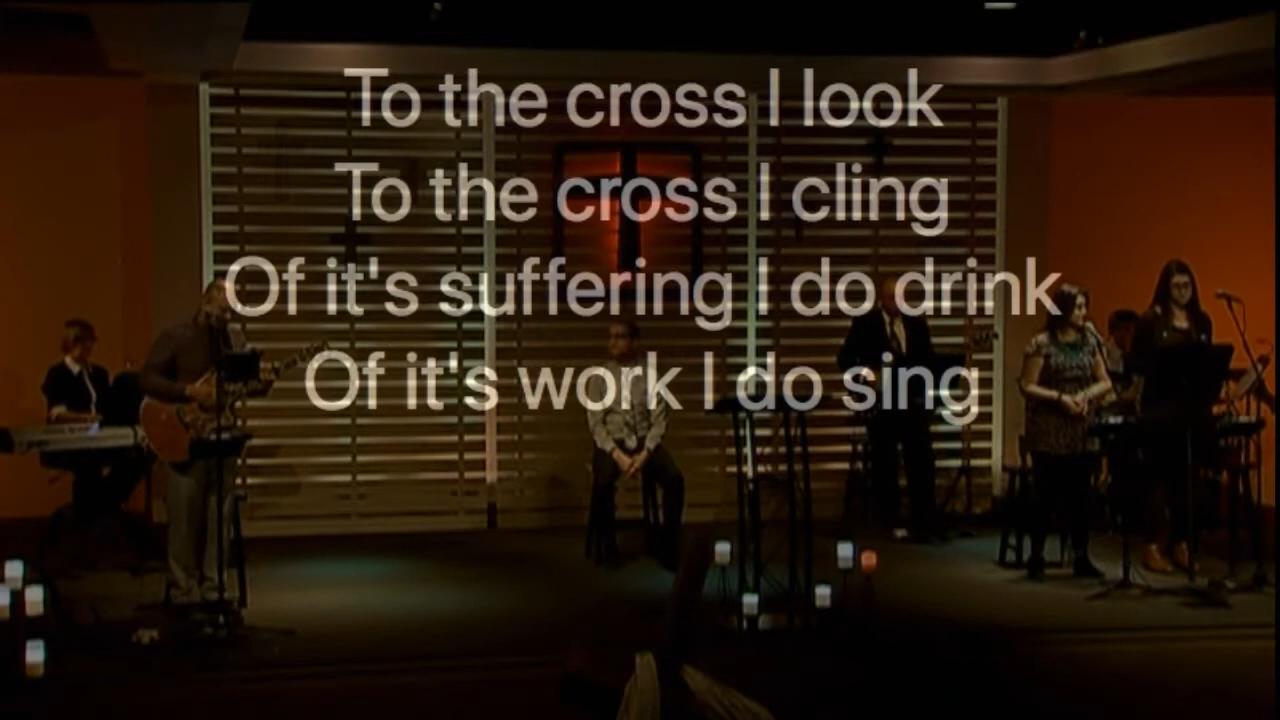 To the cross I look
To the cross I cling
Of it's suffering I do drink
Of it's work I do sing